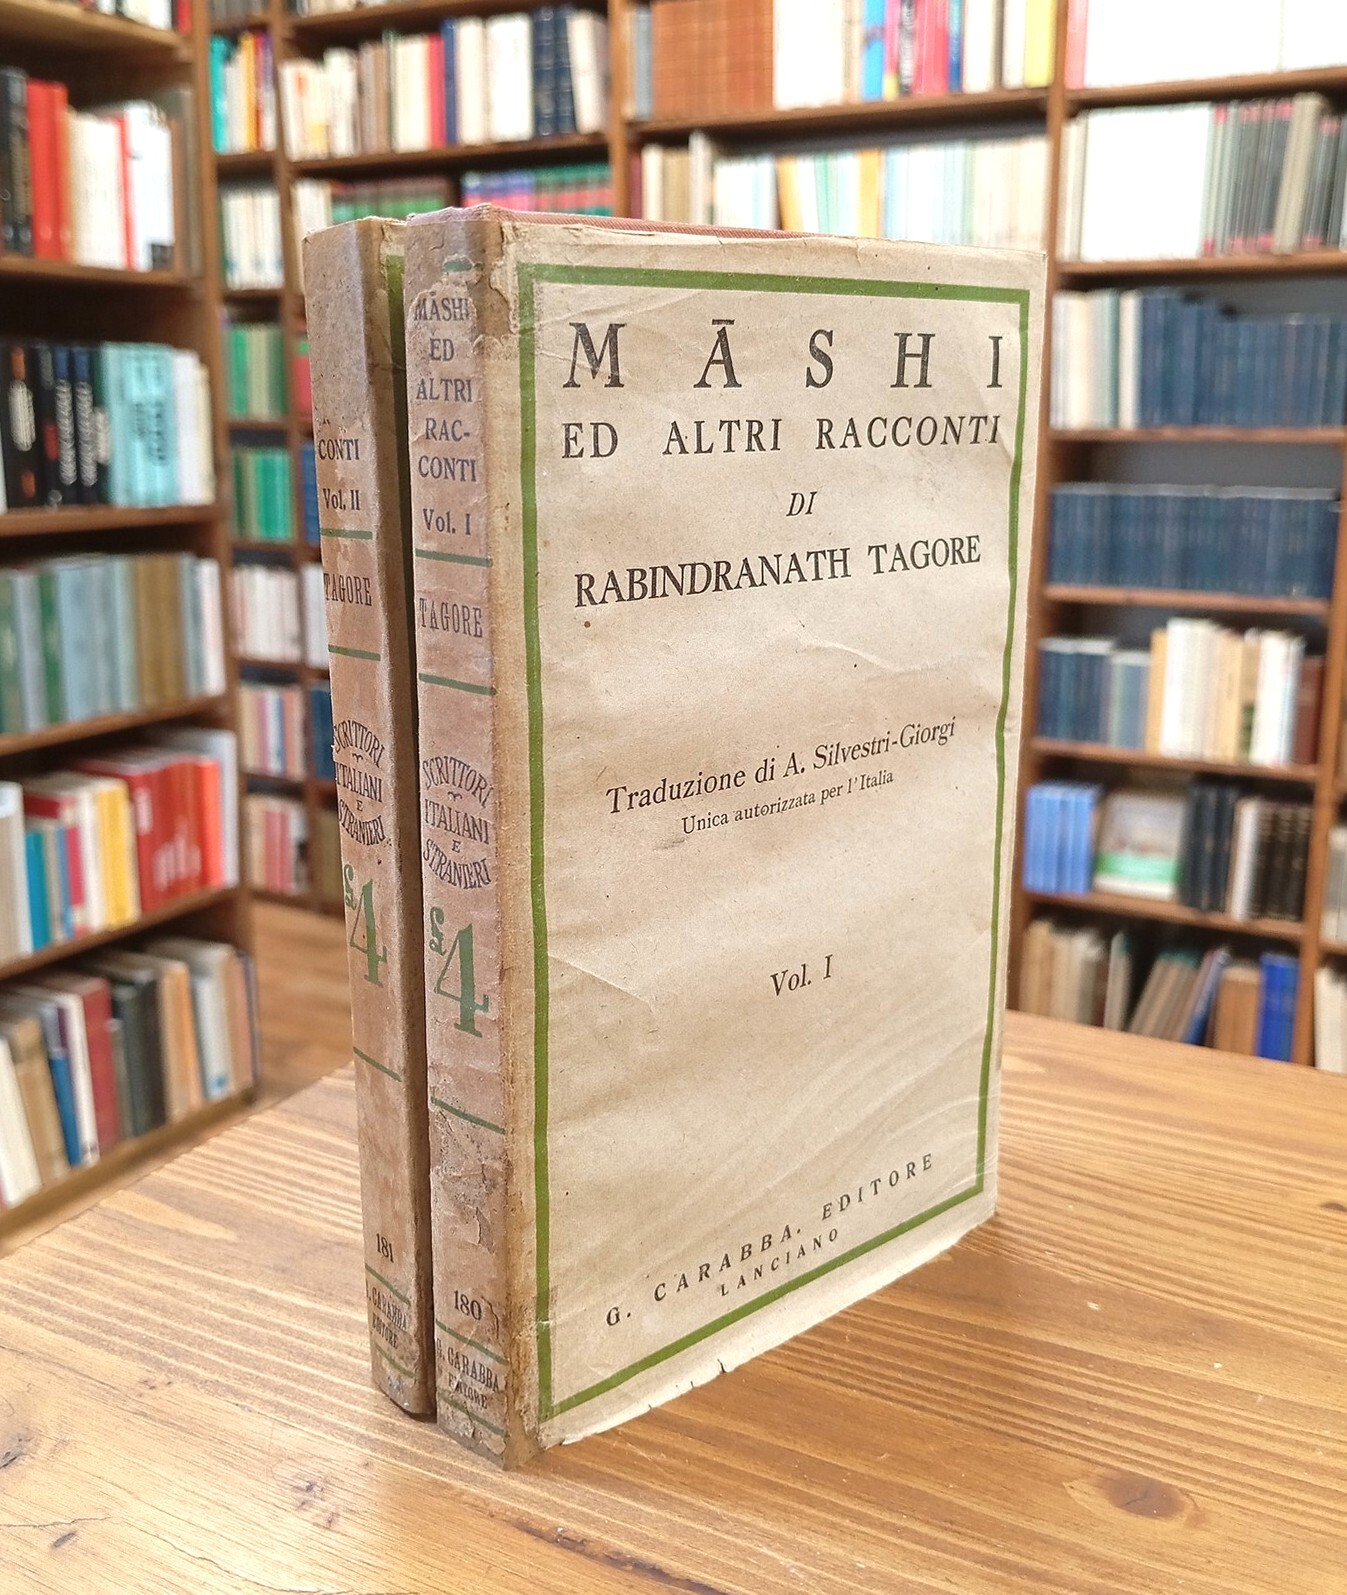 CONTI
Vol. II
TAGORE
SCRITTORI
ITALIANI
E
STRANIERI
£4
181
G. CARABBA
EDITORE
MĀSHI
ED
ALTRI
RAC-
CONTI
Vol. I
TAGORE
SCRITTORI
ITALIANI
E
STRANIERI
£4
180
G. CARABBA
EDITORE
MĀSHI
ED ALTRI RACCONTI
DI
RABINDRANATH TAGORE
Traduzione di A. Silvestri-Giorgi
Unica autorizzata per l'Italia
Vol. I
G. CARABBA. EDITORE
LANCIANO